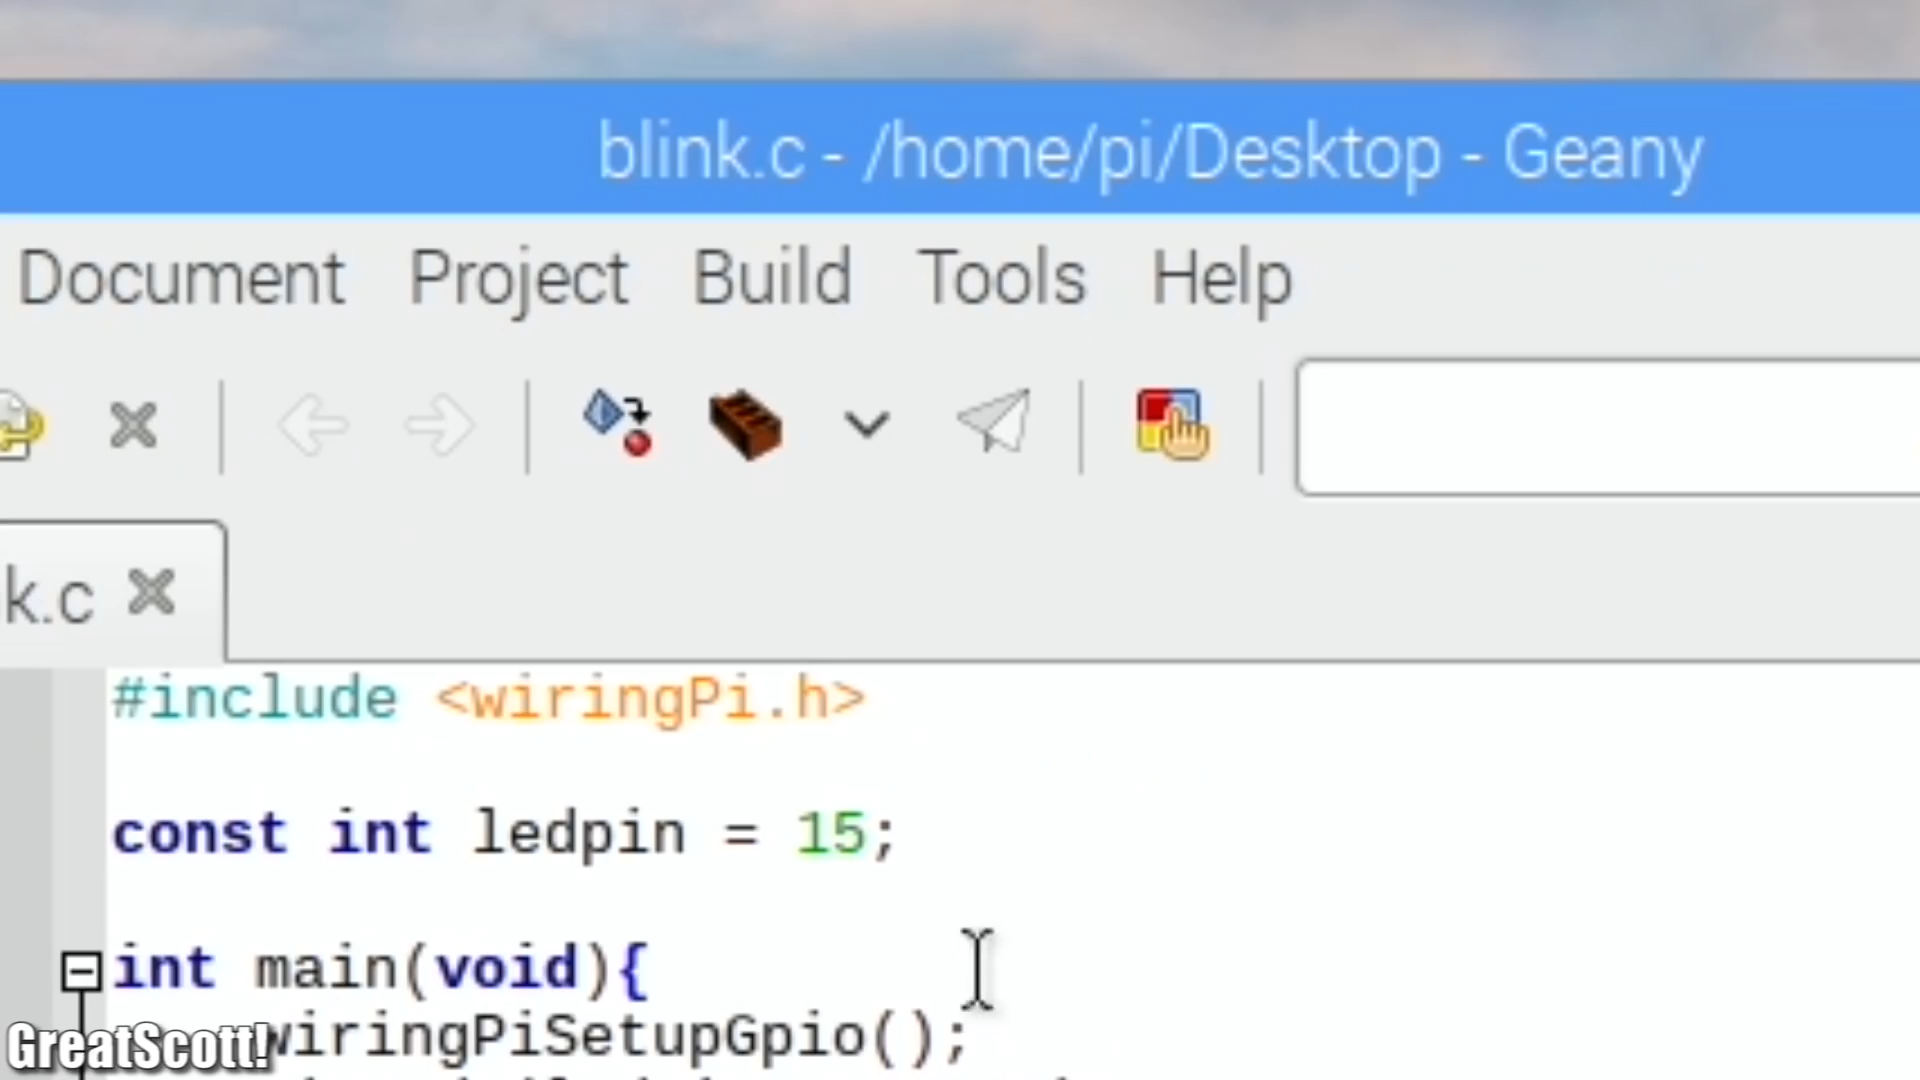 blink.c - /home/pi/Desktop - Geany
Document Project Build Tools Help
k.c
#include <wiringPi.h>
const int ledpin = 15;
int main(void){
wiringPiSetupGpio();
GreatScott!